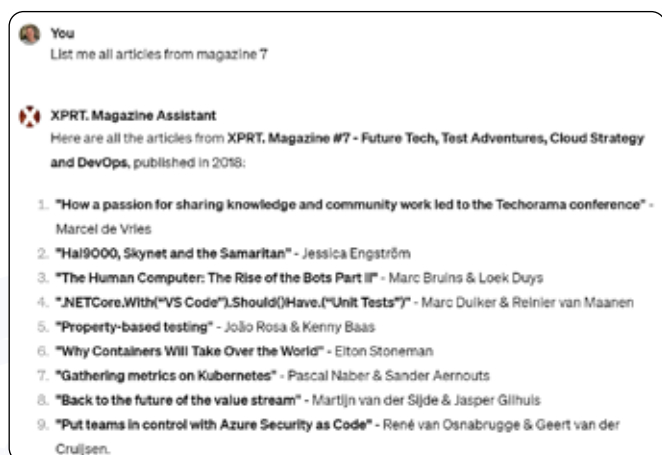 You
List me all articles from magazine 7
XPRT. Magazine Assistant
Here are all the articles from XPRT. Magazine #7 - Future Tech, Test Adventures, Cloud Strategy
and DevOps, published in 2018:
1. "How a passion for sharing knowledge and community work led to the Techorama conference" -
Marcel de Vries
2. "Hal9000, Skynet and the Samaritan" - Jessica Engström
3. "The Human Computer: The Rise of the Bots Part II" - Marc Bruins & Loek Duys
4. ".NETCore.With("VS Code").Should()Have.("Unit Tests")" - Marc Duiker & Reinier van Maanen
5. "Property-based testing" - João Rosa & Kenny Baas
6. "Why Containers Will Take Over the World" - Elton Stoneman
7. "Gathering metrics on Kubernetes" - Pascal Naber & Sander Aernouts
8. "Back to the future of the value stream" - Martijn van der Sijde & Jasper Gilhuis
9. "Put teams in control with Azure Security as Code" - René van Osnabrugge & Geert van der
Cruijsen.